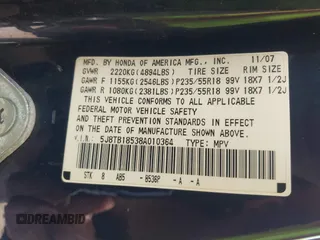 MFD. BY HONDA OF AMERICA MFG., INC. 11/07
GVWR 2220KG(4894LBS) TIRE SIZE RIM SIZE
GAWR F 1155KG(2546LBS)P235/55R18 99V 18X7 1/2J
GAWR R 1080KG(2381LBS)P235/55R18 99V 18X7 1/2J
THIS VEHICLE CONFORMS TO ALL APPLICABLE
FEDERAL MOTOR VEHICLE SAFETY
AND THEFT PREVENTION STANDARDS IN EFFECT
ON THE DATE OF MANUFACTURE SHOWN ABOVE.
V.I.N.: 5J8TB18538A010364 TYPE: MPV
STK 8 AB5 - B538P - A - A
© DREAMBID